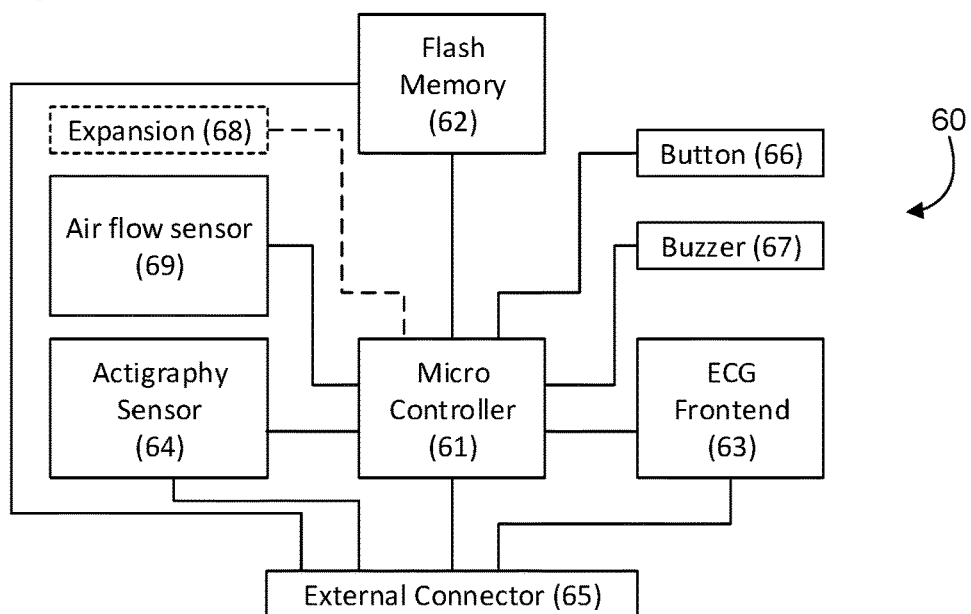 Flash
Memory
(62)
Expansion (68)
Button (66)
60
Air flow sensor
(69)
Buzzer (67)
Actigraphy
Sensor
(64)
Micro
Controller
(61)
ECG
Frontend
(63)
External Connector (65)